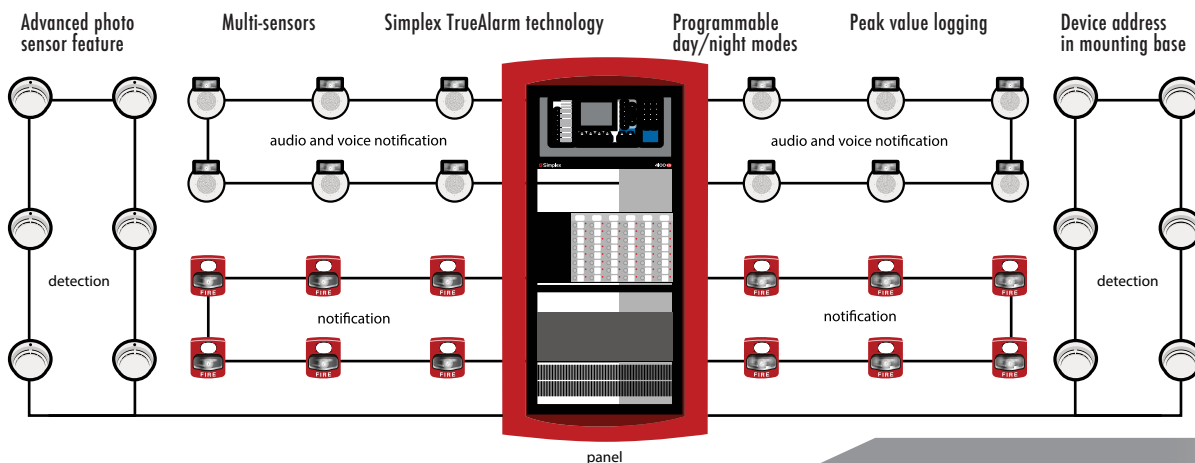 Advanced photo
sensor feature
Multi-sensors
Simplex TrueAlarm technology
Programmable
day/night modes
Peak value logging
Device address
in mounting base
audio and voice notification
audio and voice notification
Simplex
4100
detection
detection
FIRE
FIRE
FIRE
FIRE
FIRE
FIRE
notification
notification
FIRE
FIRE
FIRE
FIRE
FIRE
FIRE
panel